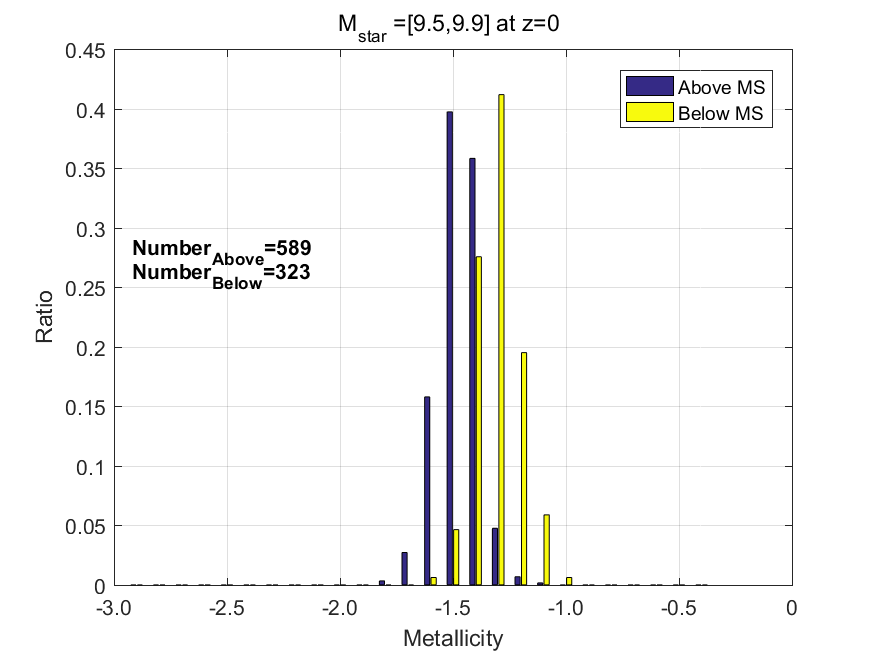 M_star =[9.5,9.9] at z=0
0.45
0.4
0.35
0.3
0.25
0.2
0.15
0.1
0.05
0
Ratio
Above MS
Below MS
Number_Above=589
Number_Below=323
-3.0 -2.5 -2.0 -1.5 -1.0 -0.5 0
Metallicity